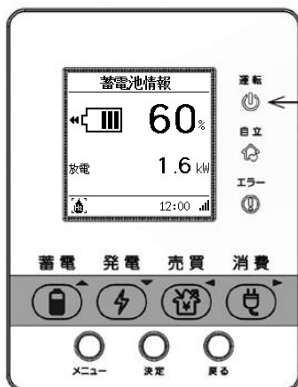 蓄電池情報
運転
60%
自立
放電 1.6 kW
エラー
12:00
蓄電 発電 売買 消費
メニュー 決定 戻る